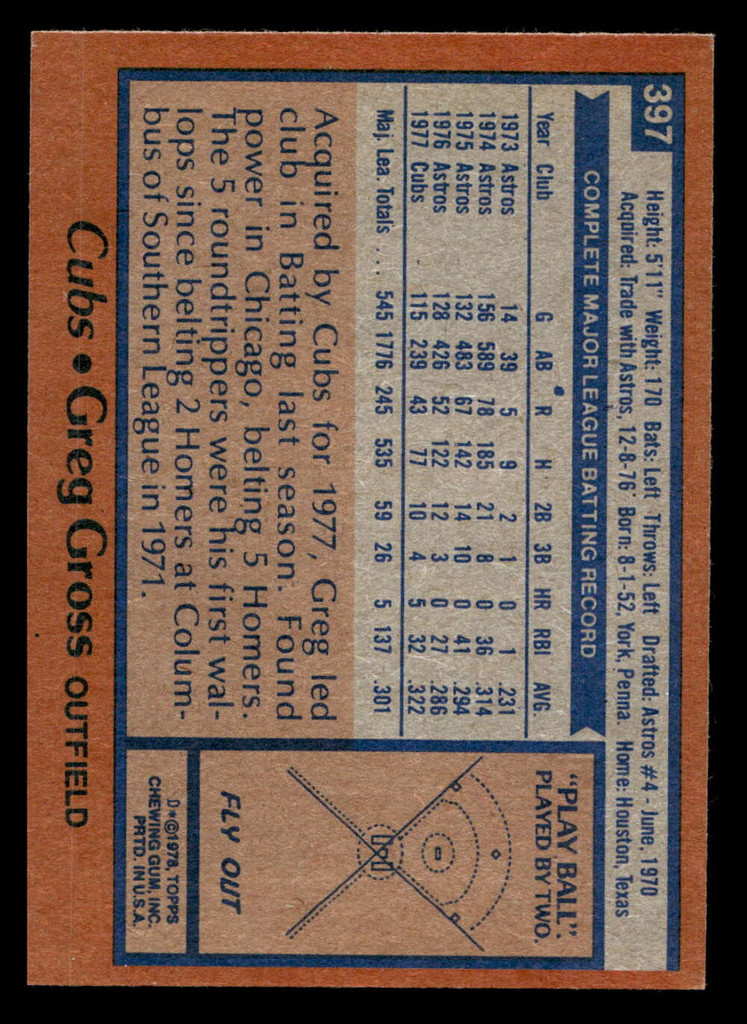 397
Height: 5'11" Weight: 170 Bats: Left Throws: Left Drafted: Astros #4 - June, 1970
Acquired: Trade with Astros, 12-8-76 Born: 8-1-52, York, Penna. Home: Houston, Texas
COMPLETE MAJOR LEAGUE BATTING RECORD
Year Club G AB R H 2B 3B HR RBI AVG.
1973 Astros 14 39 5 9 2 1 0 1 .231
1974 Astros 156 589 78 185 21 8 0 36 .314
1975 Astros 132 483 67 142 14 10 0 41 .294
1976 Astros 128 426 52 122 12 3 0 27 .286
1977 Cubs 115 239 43 77 10 4 5 32 .322
Maj. Lea. Totals ... 545 1776 245 535 59 26 5 137 .301
Acquired by Cubs for 1977, Greg led
club in Batting last season. Found
power in Chicago, belting 5 Homers.
The 5 roundtrippers were his first wal-
lops since belting 2 Homers at Colum-
bus of Southern League in 1971.
"PLAY BALL".
PLAYED BY TWO.
FLY OUT
D*©1978 TOPPS
CHEWING GUM, INC.
PRTD. IN U.S.A.
Cubs • Greg Gross OUTFIELD